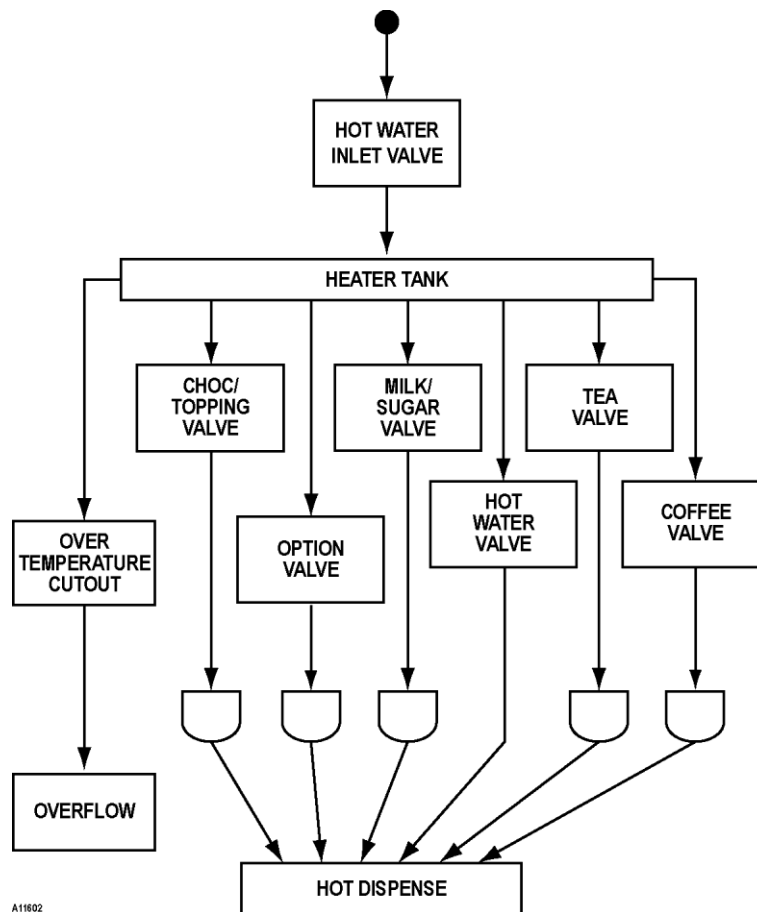 HOT WATER
INLET VALVE
HEATER TANK
CHOC/
TOPPING
VALVE
MILK/
SUGAR
VALVE
TEA
VALVE
HOT
WATER
VALVE
COFFEE
VALVE
OVER
TEMPERATURE
CUTOUT
OPTION
VALVE
OVERFLOW
HOT DISPENSE
A11602